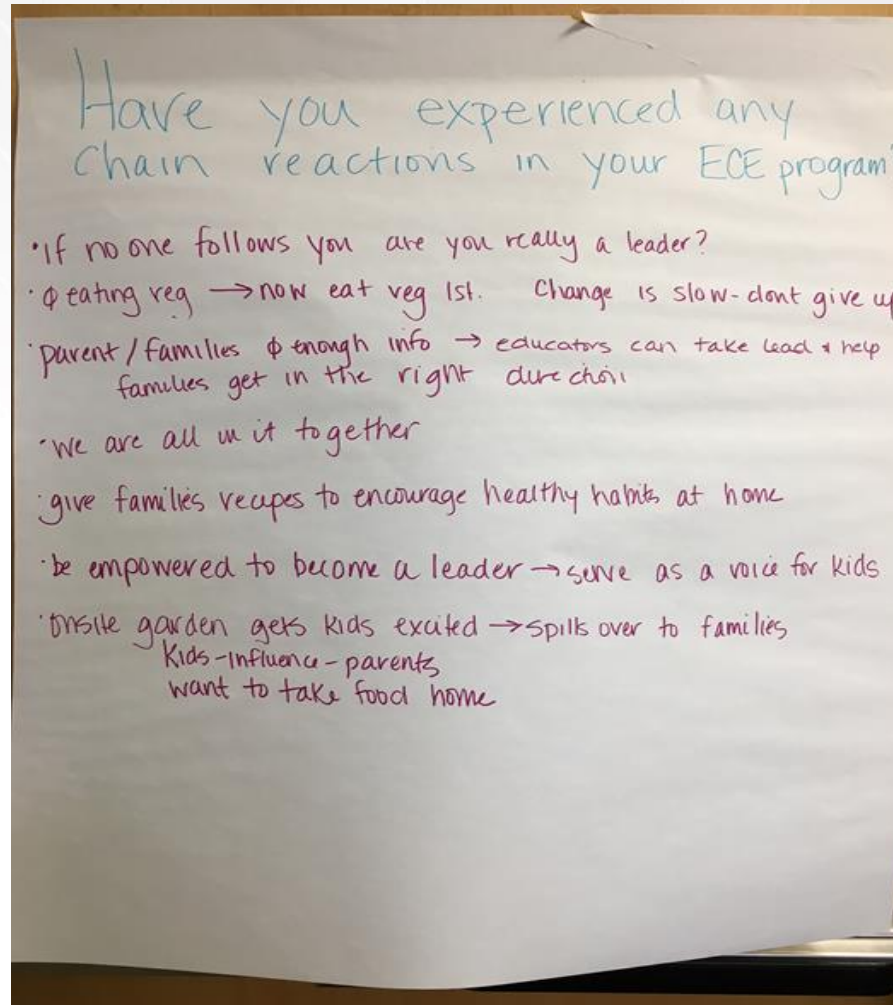 Have you experienced any
Chain reactions in your ECE program?
• If no one follows you are you really a leader?
• ϕ eating veg → now eat veg 1st. Change is slow - dont give up
• parent / families ϕ enough info → educators can take lead & help
families get in the right direction
• we are all in it together
• give families recipes to encourage healthy habits at home
• be empowered to become a leader → serve as a voice for kids
• onsite garden gets kids excited → spills over to families
Kids - influence - parents
want to take food home